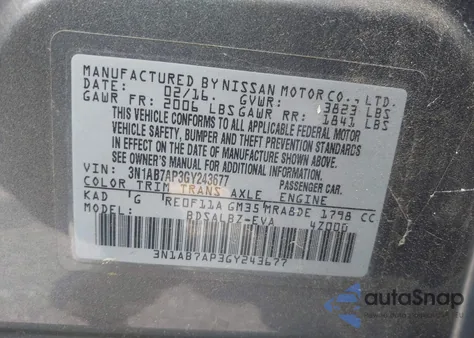 MANUFACTURED BY NISSAN MOTOR CO., LTD.
DATE: 02/16 GVWR: 3823 LBS
GAWR FR: 2006 LBS GAWR RR: 1841 LBS
THIS VEHICLE CONFORMS TO ALL APPLICABLE FEDERAL MOTOR
VEHICLE SAFETY, BUMPER AND THEFT PREVENTION STANDARDS
IN EFFECT ON THE DATE OF MANUFACTURE SHOWN ABOVE.
SEE OWNER'S MANUAL
VIN: 3N1AB7AP3GY243677 PASSENGER CAR.
COLOR TRIM TRANS AXLE ENGINE
KAD G RE0F11A GM35 MRA8DE 1798 CC
MODEL: BDSALBZ-EVA 4Z000
3N1AB7AP3GY243677
autoSnap